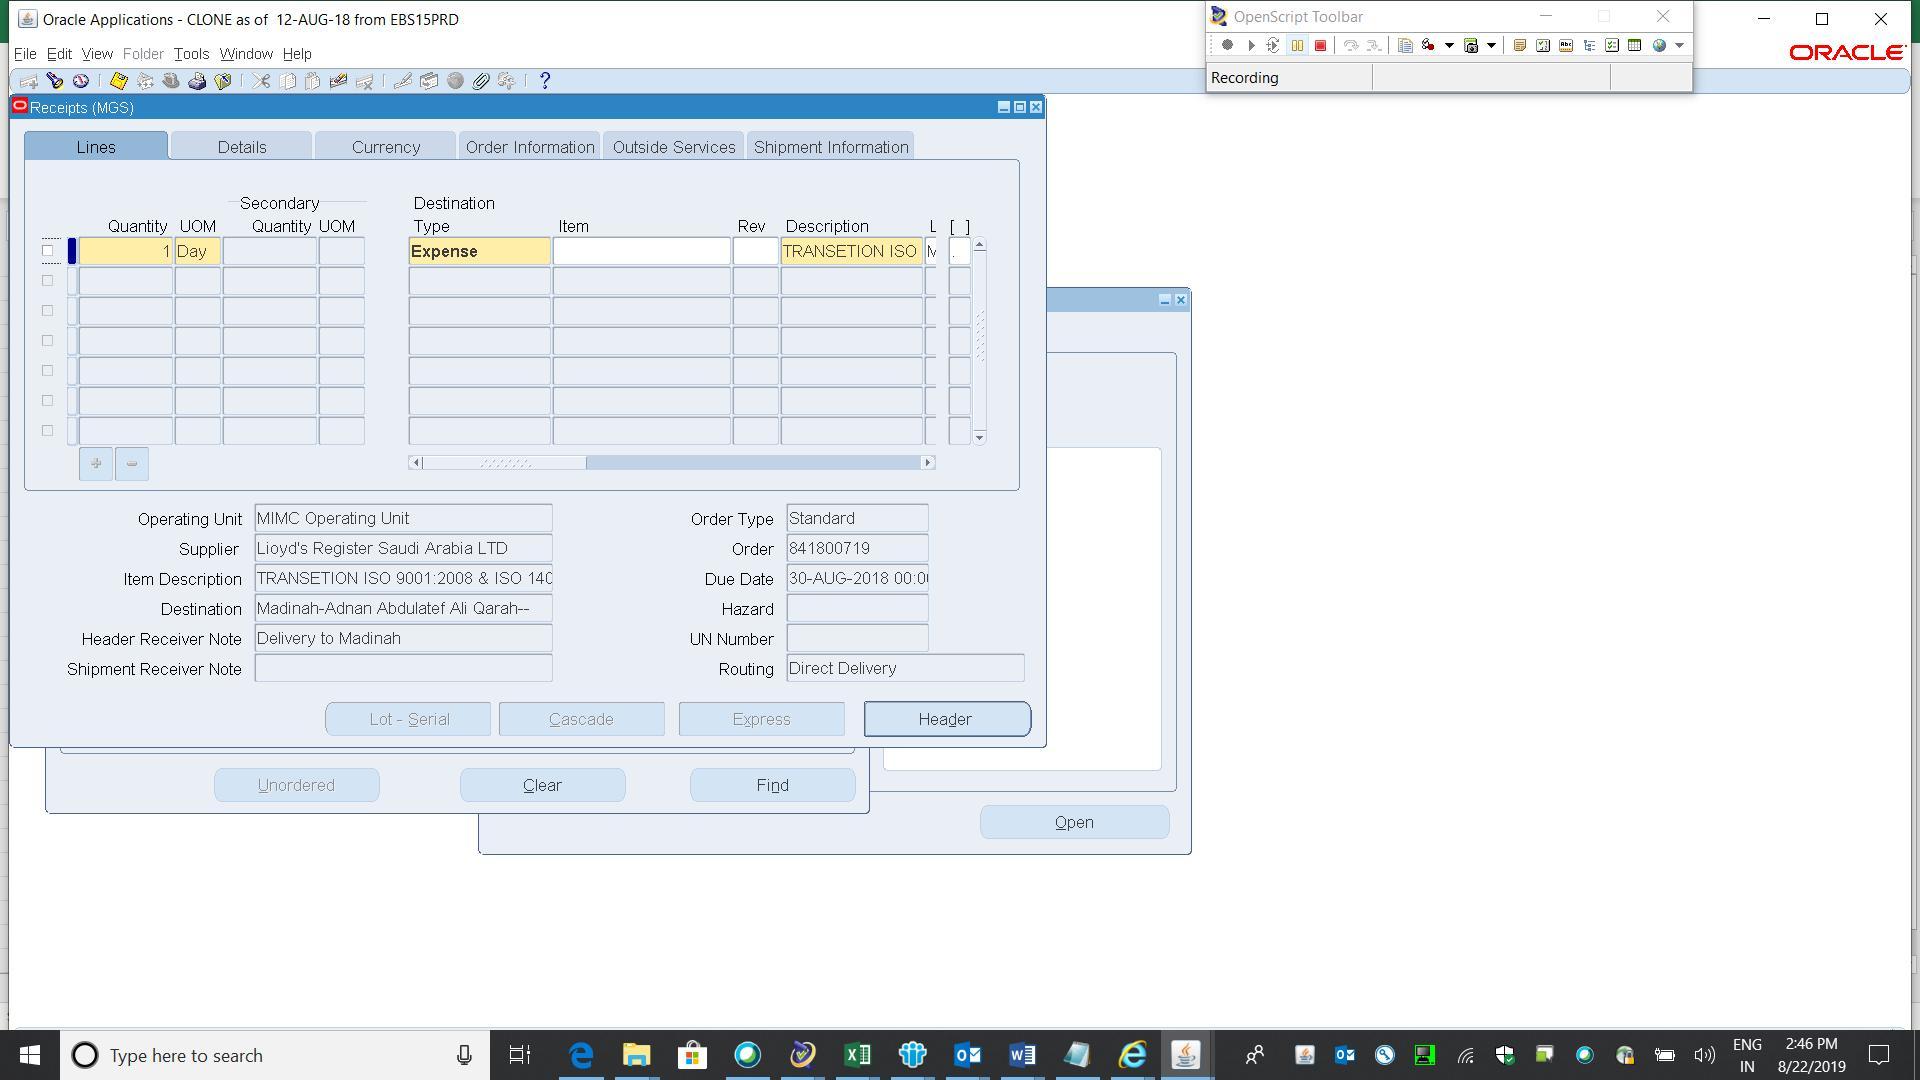 Oracle Applications - CLONE as of  12-AUG-18 from EBS15PRD
OpenScript Toolbar
File Edit View Folder Tools Window Help
ORACLE
Recording
Receipts (MGS)
Lines Details Currency Order Information Outside Services Shipment Information
Secondary Destination
Quantity UOM Quantity UOM Type Item Rev Description L [ ]
1 Day Expense TRANSETION ISO M .
Operating Unit MIMC Operating Unit Order Type Standard
Supplier Lioyd's Register Saudi Arabia LTD Order 841800719
Item Description TRANSETION ISO 9001:2008 & ISO 140 Due Date 30-AUG-2018 00:0
Destination Madinah-Adnan Abdulatef Ali Qarah-- Hazard
Header Receiver Note Delivery to Madinah UN Number
Shipment Receiver Note Routing Direct Delivery
Lot - Serial Cascade Express Header
Unordered Clear Find
Open
Type here to search
ENG
IN
2:46 PM
8/22/2019